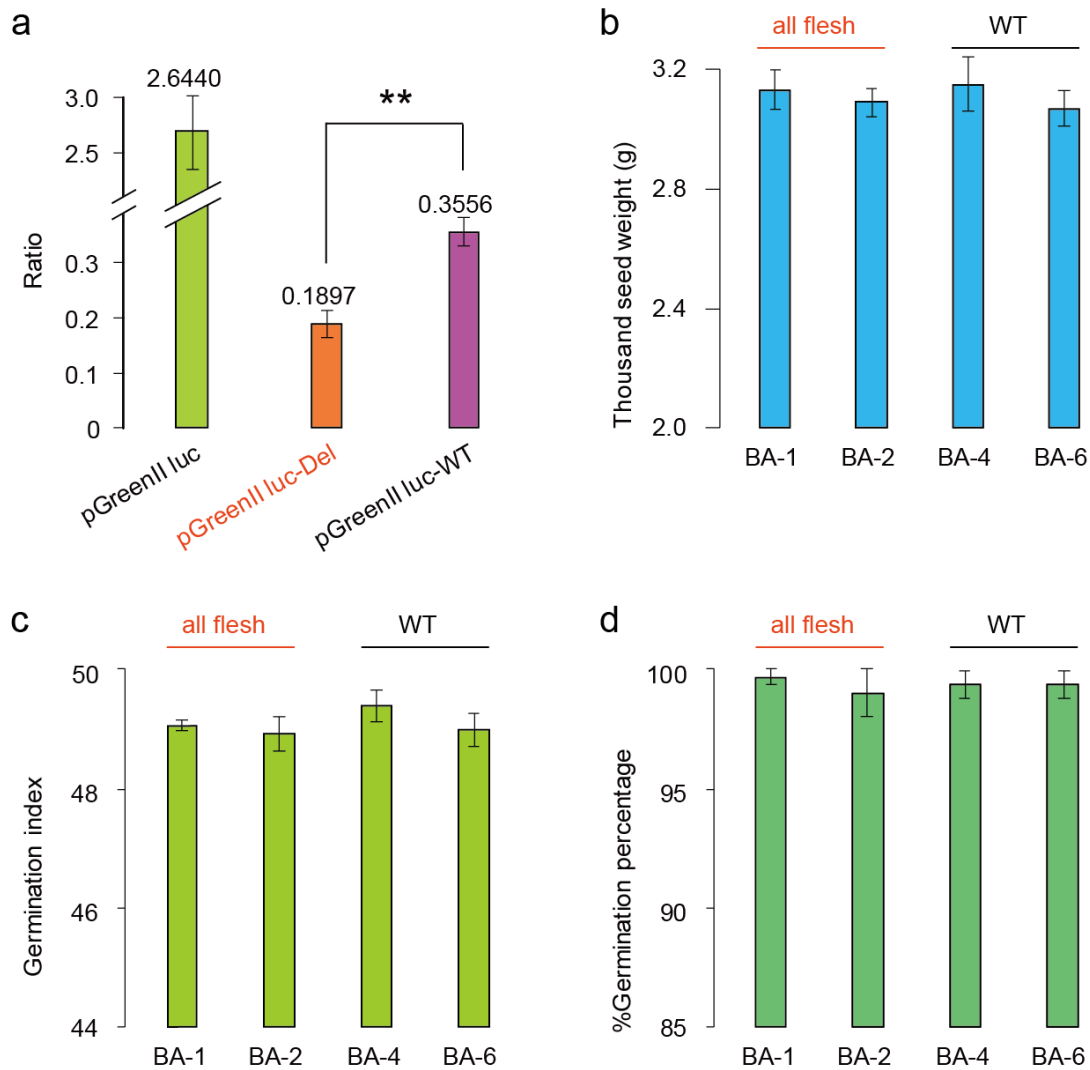 a
2.6440
3.0
**
2.5
0.3556
0.3
0.1897
0.2
0.1
0
Ratio
pGreenII luc
pGreenII luc-Del
pGreenII luc-WT
b
all flesh
WT
3.2
2.8
2.4
2.0
Thousand seed weight (g)
BA-1
BA-2
BA-4
BA-6
c
all flesh
WT
50
48
46
44
Germination index
BA-1
BA-2
BA-4
BA-6
d
all flesh
WT
100
95
90
85
%Germination percentage
BA-1
BA-2
BA-4
BA-6